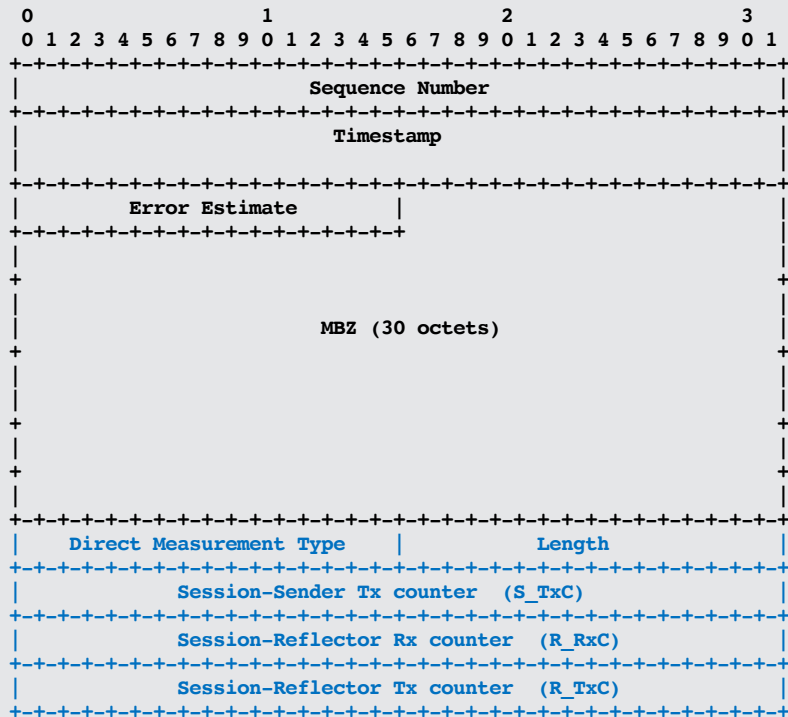 0                   1                   2                   3
 0 1 2 3 4 5 6 7 8 9 0 1 2 3 4 5 6 7 8 9 0 1 2 3 4 5 6 7 8 9 0 1
+-+-+-+-+-+-+-+-+-+-+-+-+-+-+-+-+-+-+-+-+-+-+-+-+-+-+-+-+-+-+-+-+
|                        Sequence Number                        |
+-+-+-+-+-+-+-+-+-+-+-+-+-+-+-+-+-+-+-+-+-+-+-+-+-+-+-+-+-+-+-+-+
|                          Timestamp                            |
|                                                               |
+-+-+-+-+-+-+-+-+-+-+-+-+-+-+-+-+-+-+-+-+-+-+-+-+-+-+-+-+-+-+-+-+
|         Error Estimate        |                               |
+-+-+-+-+-+-+-+-+-+-+-+-+-+-+-+-+                               |
|                                                               |
+                                                               +
|                                                               |
|                         MBZ (30 octets)                       |
+                                                               +
|                                                               |
|                                                               |
+                                                               +
|                                                               |
+                                                               +
|                                                               |
+-+-+-+-+-+-+-+-+-+-+-+-+-+-+-+-+-+-+-+-+-+-+-+-+-+-+-+-+-+-+-+-+
|    Direct Measurement Type    |           Length              |
+-+-+-+-+-+-+-+-+-+-+-+-+-+-+-+-+-+-+-+-+-+-+-+-+-+-+-+-+-+-+-+-+
|             Session-Sender Tx counter  (S_TxC)                |
+-+-+-+-+-+-+-+-+-+-+-+-+-+-+-+-+-+-+-+-+-+-+-+-+-+-+-+-+-+-+-+-+
|             Session-Reflector Rx counter  (R_RxC)             |
+-+-+-+-+-+-+-+-+-+-+-+-+-+-+-+-+-+-+-+-+-+-+-+-+-+-+-+-+-+-+-+-+
|             Session-Reflector Tx counter  (R_TxC)             |
+-+-+-+-+-+-+-+-+-+-+-+-+-+-+-+-+-+-+-+-+-+-+-+-+-+-+-+-+-+-+-+-+